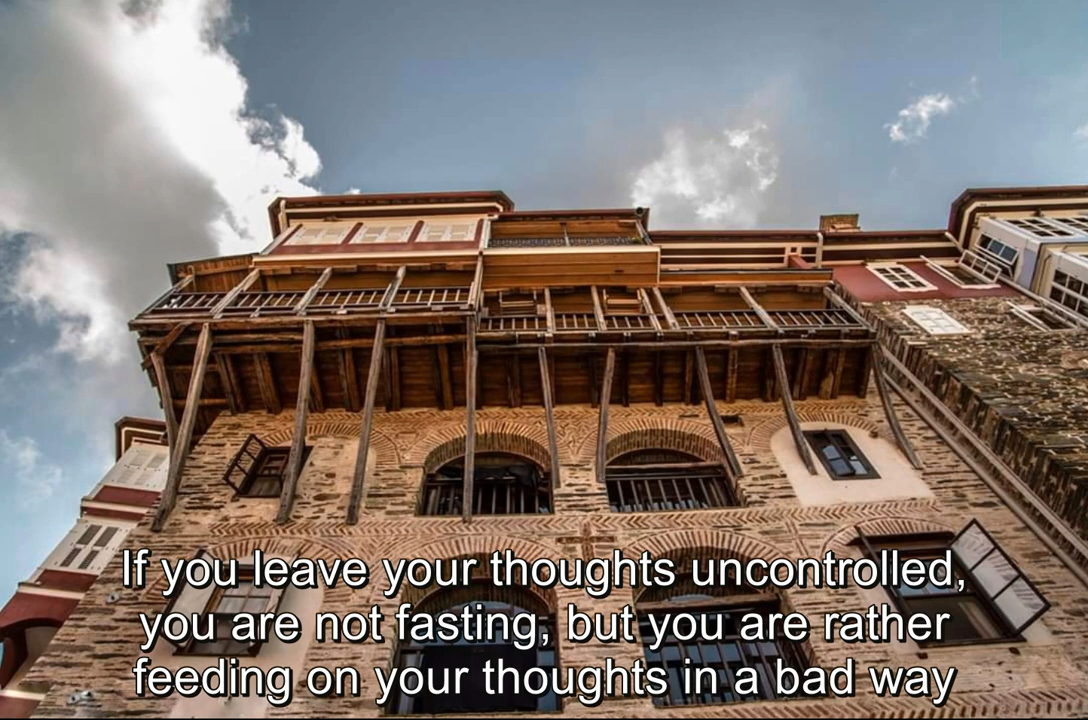 If you leave your thoughts uncontrolled,
you are not fasting, but you are rather
feeding on your thoughts in a bad way